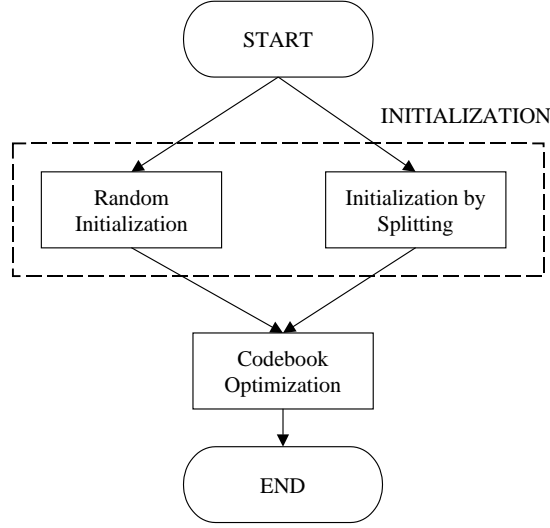 START
INITIALIZATION
Random
Initialization
Initialization by
Splitting
Codebook
Optimization
END